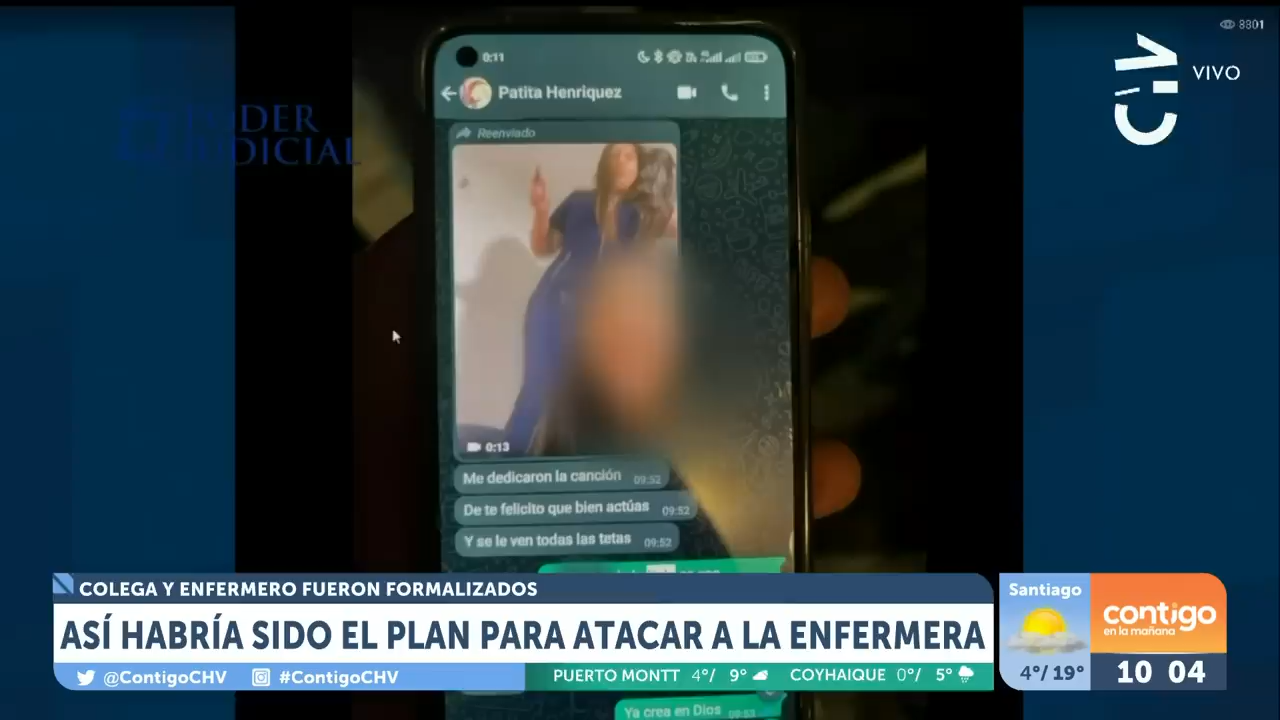 8801
CHV
VIVO
PODER
JUDICIAL
0:11
Patita Henriquez
Reenviado
0:13
Me dedicaron la canción 09:52
De te felicito que bien actúas 09:52
Y se le ven todas las tetas 09:52
COLEGA Y ENFERMERO FUERON FORMALIZADOS
ASÍ HABRÍA SIDO EL PLAN PARA ATACAR A LA ENFERMERA
@ContigoCHV #ContigoCHV
PUERTO MONTT 4°/ 9° COYHAIQUE 0°/ 5°
Santiago
4°/ 19°
contigo
en la mañana
10 04
Ya crea en Dios 09:53